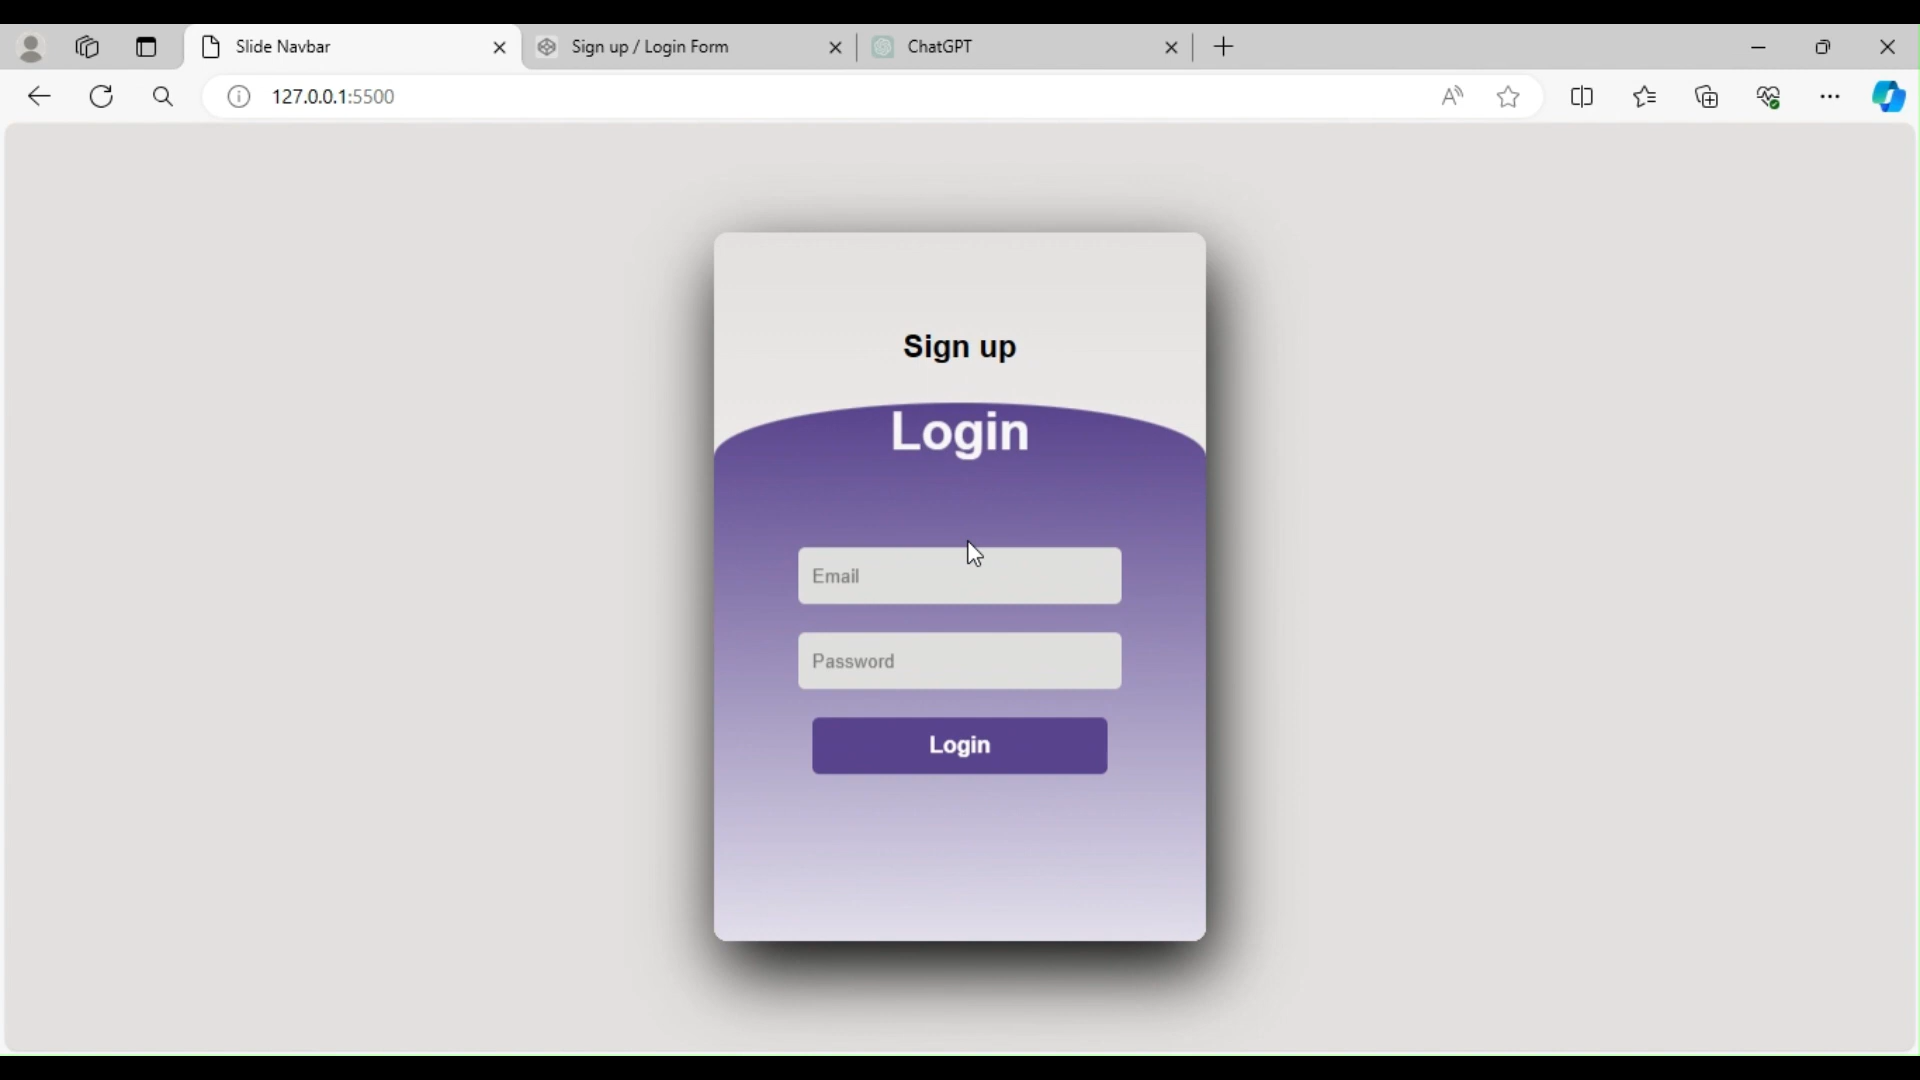 Slide Navbar
Sign up / Login Form
ChatGPT
127.0.0.1:5500
Sign up
Login
Email
Password
Login